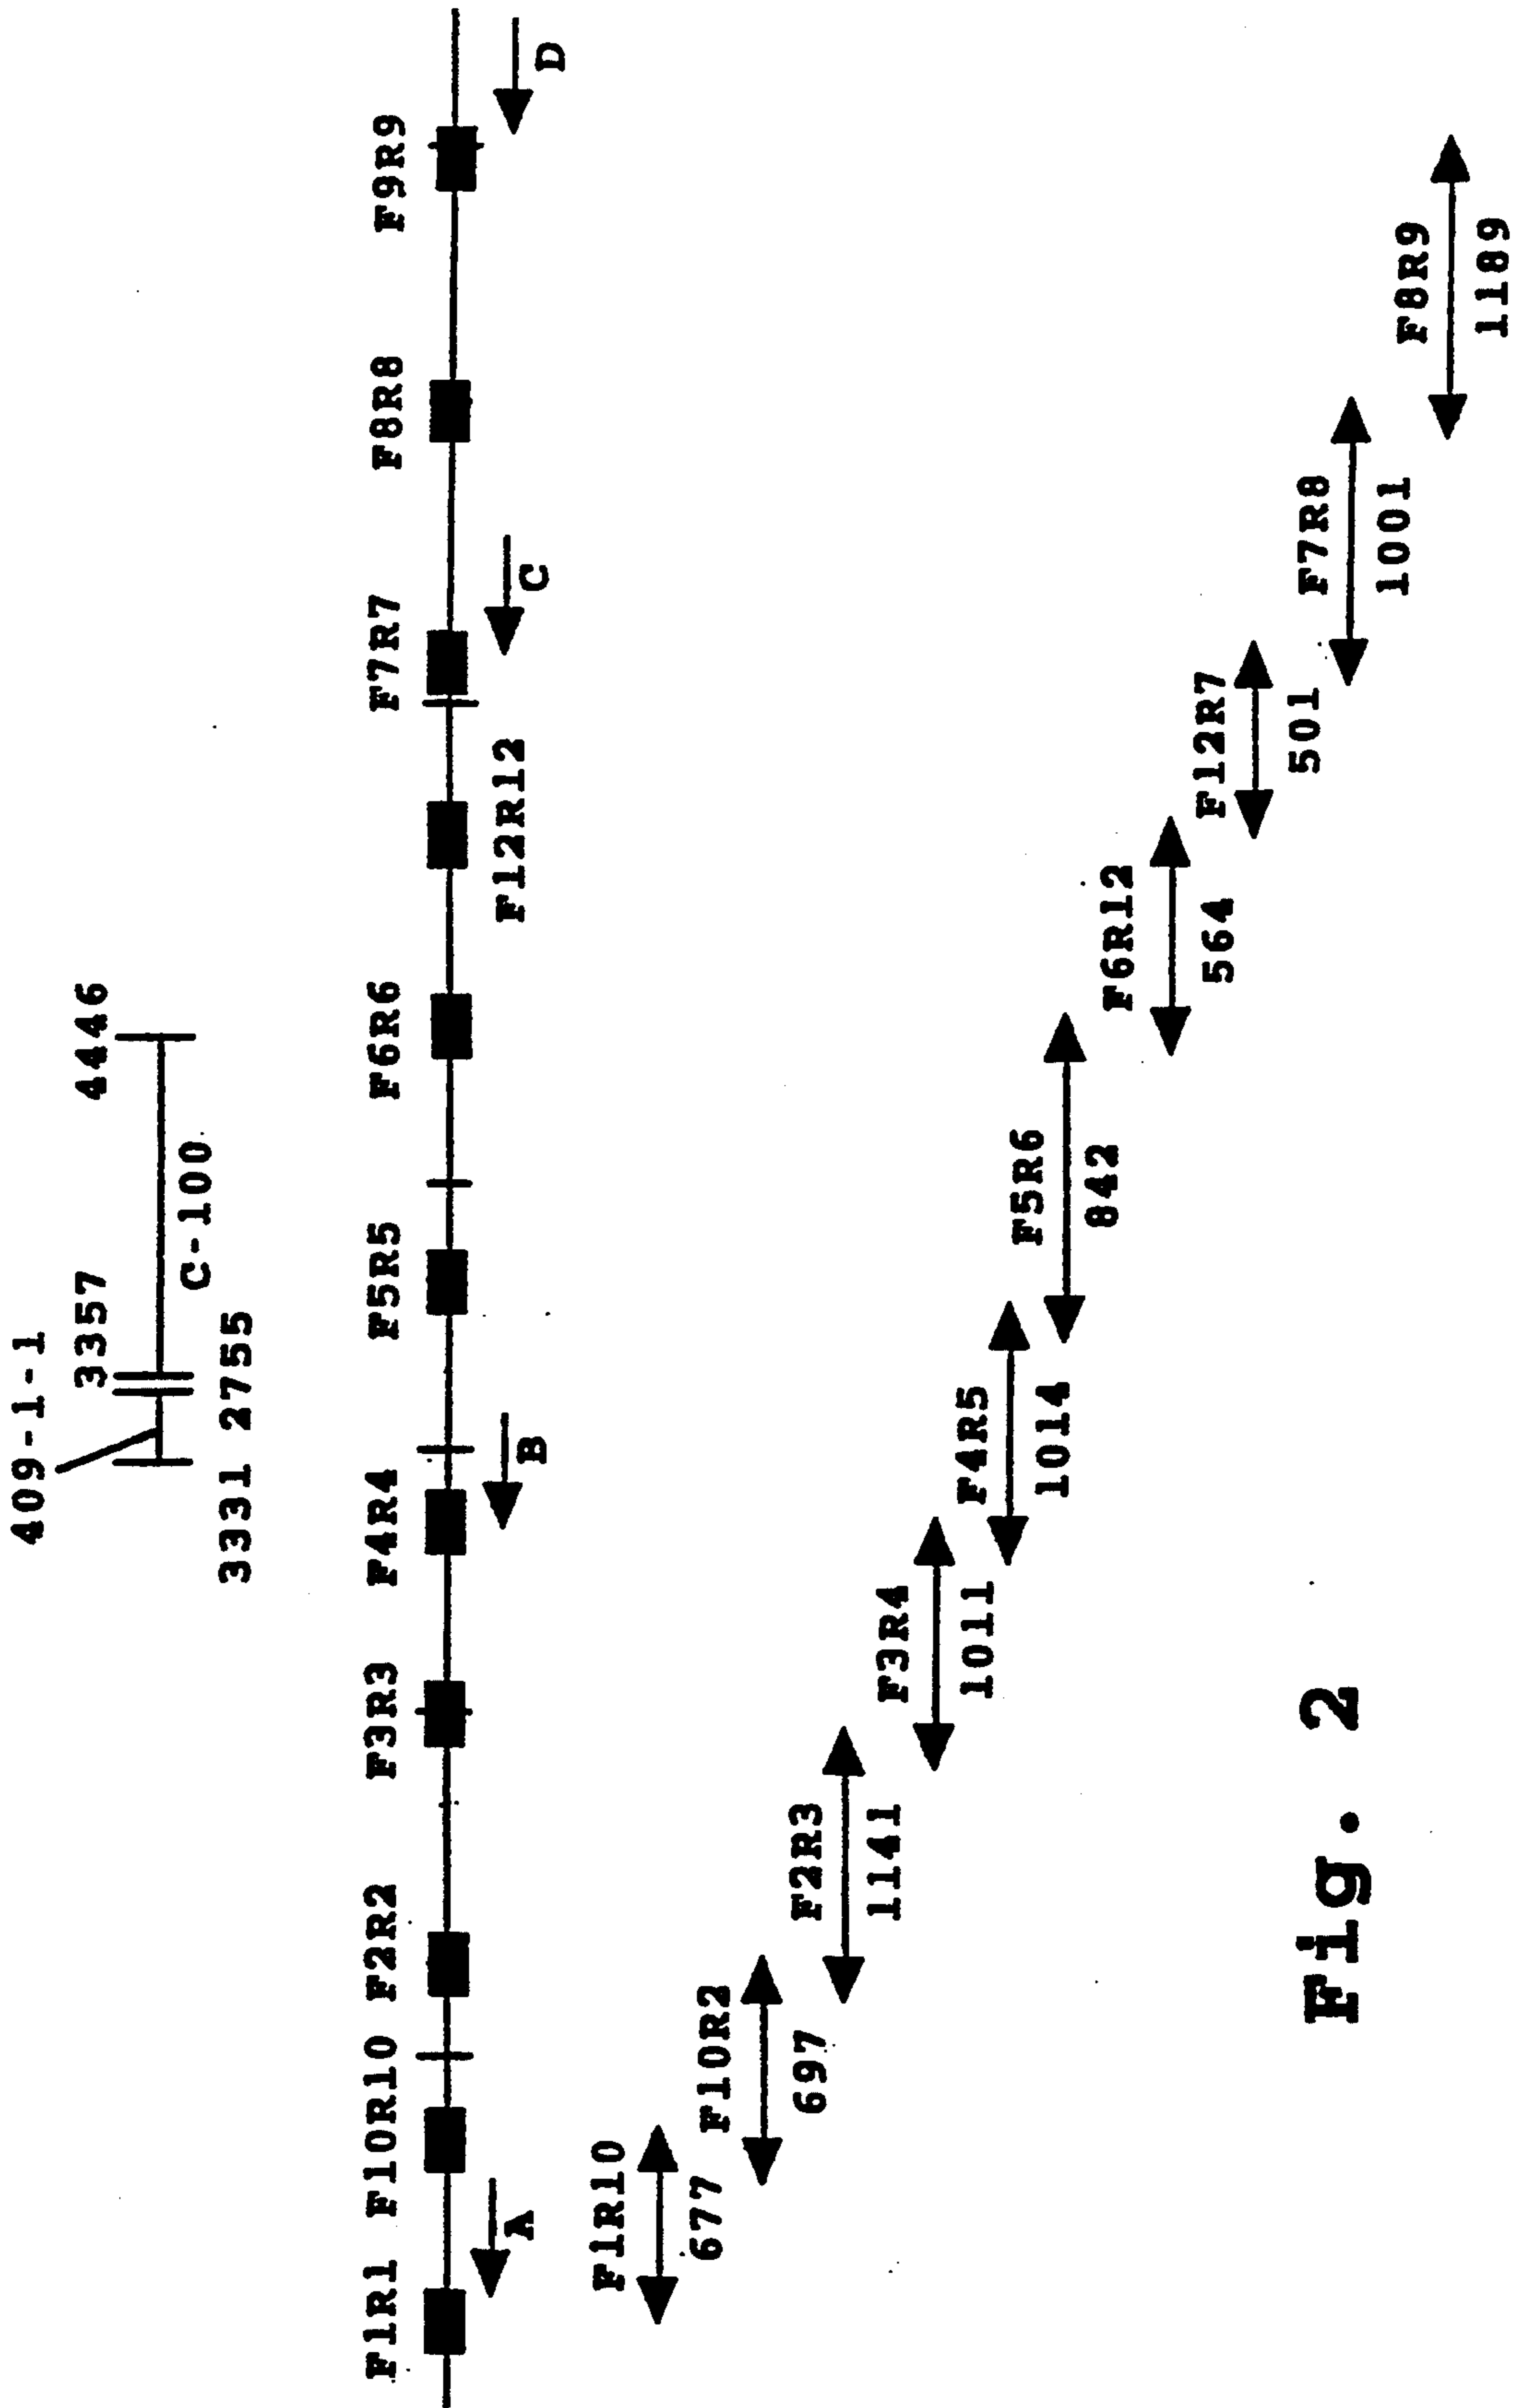 409-1-1
3357
4446
C-100
3331 2755
F1R1 F10R10 F2R2 F3R3 F4R4 F5R5 F6R6 F7R7 F8R8 F9R9
F12R12
A
B
C
D
F1R10
677
F10R2
697
F2R3
1141
F3R4
1011
F4R5
1014
F5R6
842
F6R12
564
F12R7
501
F7R8
1001
F8R9
1189
Fig. 2